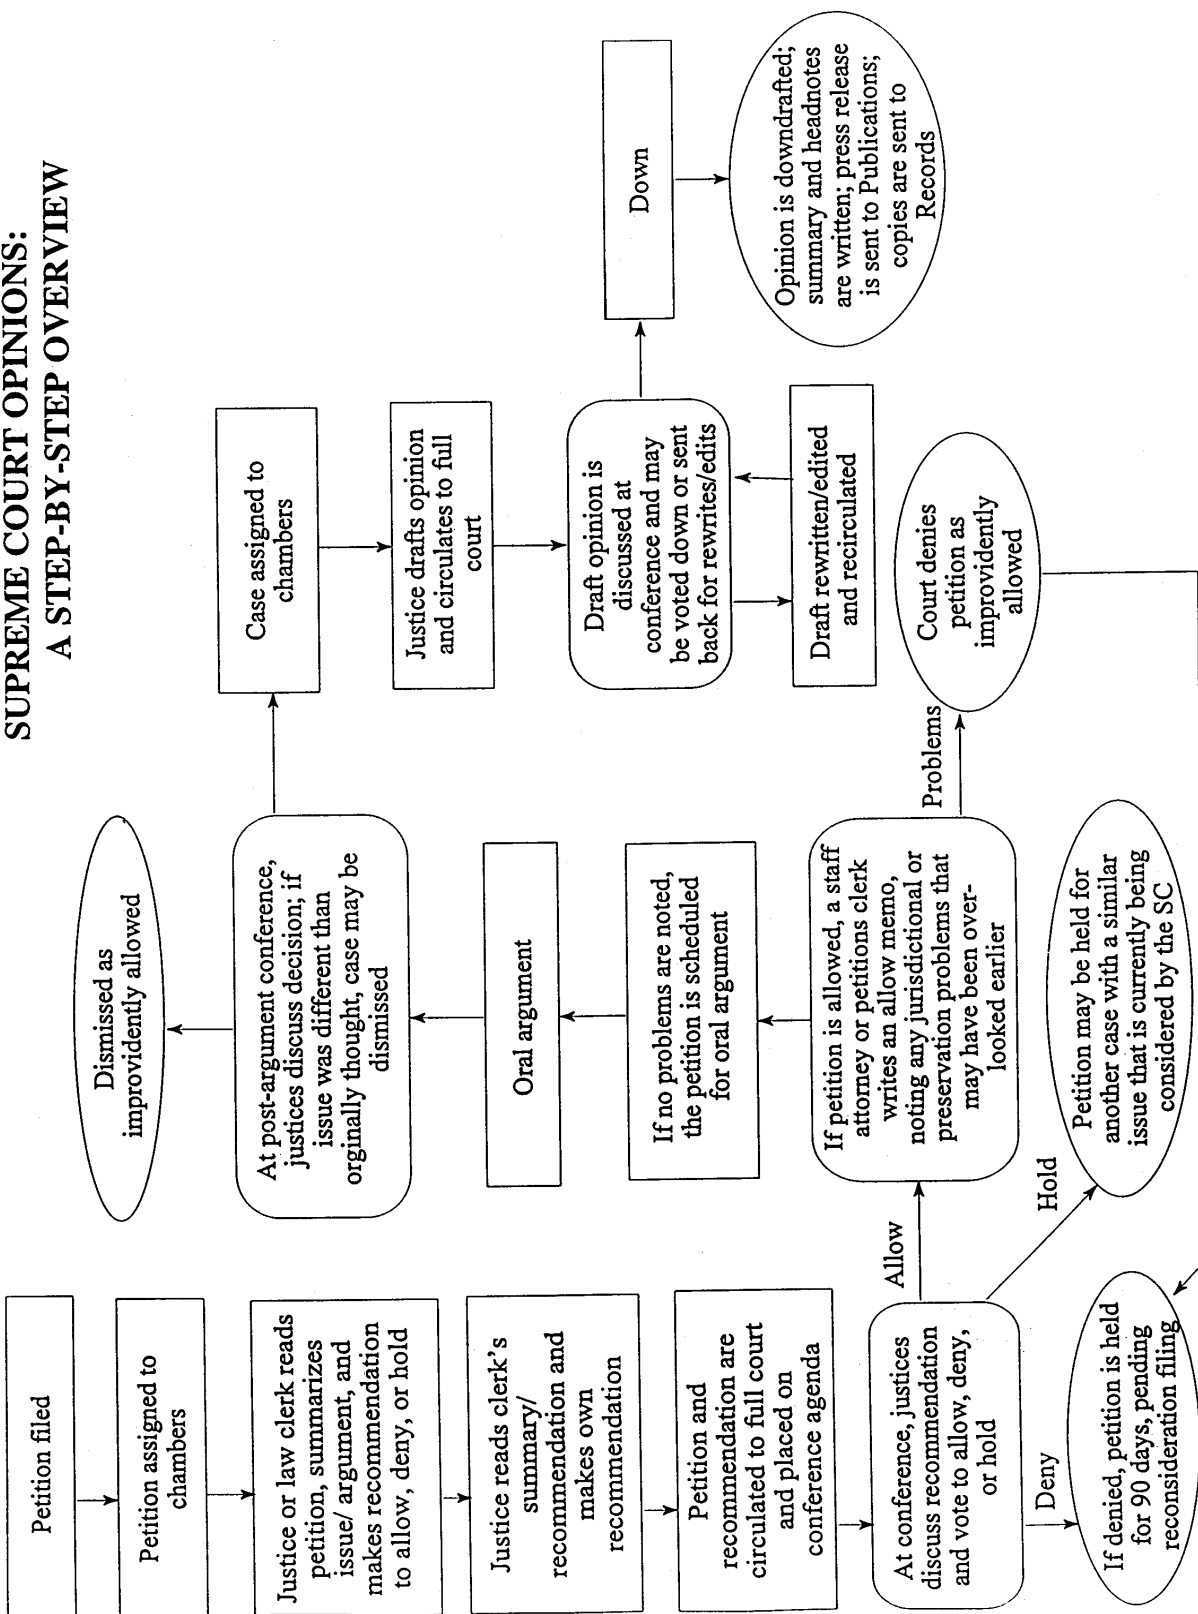 SUPREME COURT OPINIONS:
A STEP-BY-STEP OVERVIEW
Petition filed
Petition assigned to
chambers
Justice or law clerk reads
petition, summarizes
issue/ argument, and
makes recommendation
to allow, deny, or hold
Justice reads clerk's
summary/
recommendation and
makes own
recommendation
Petition and
recommendation are
circulated to full court
and placed on
conference agenda
At conference, justices
discuss recommendation
and vote to allow, deny,
or hold
Deny
If denied, petition is held
for 90 days, pending
reconsideration filing
Allow
Hold
Petition may be held for
another case with a similar
issue that is currently being
considered by the SC
If petition is allowed, a staff
attorney or petitions clerk
writes an allow memo,
noting any jurisdictional or
preservation problems that
may have been over-
looked earlier
Problems
Court denies
petition as
improvidently
allowed
If no problems are noted,
the petition is scheduled
for oral argument
Oral argument
At post-argument conference,
justices discuss decision; if
issue was different than
orginally thought, case may be
dismissed
Dismissed as
improvidently allowed
Case assigned to
chambers
Justice drafts opinion
and circulates to full
court
Draft opinion is
discussed at
conference and may
be voted down or sent
back for rewrites/edits
Draft rewritten/edited
and recirculated
Down
Opinion is downdrafted;
summary and headnotes
are written; press release
is sent to Publications;
copies are sent to
Records